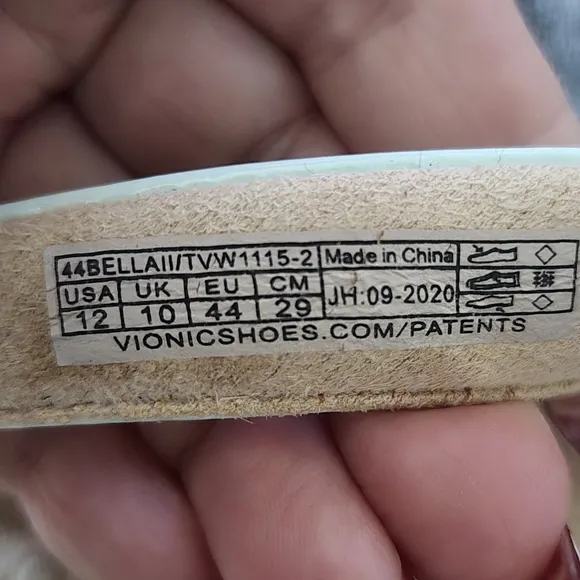 44BELLAII/TVW1115-2 Made in China
USA UK EU CM
12 10 44 29
JH:09-2020
VIONICSHOES.COM/PATENTS